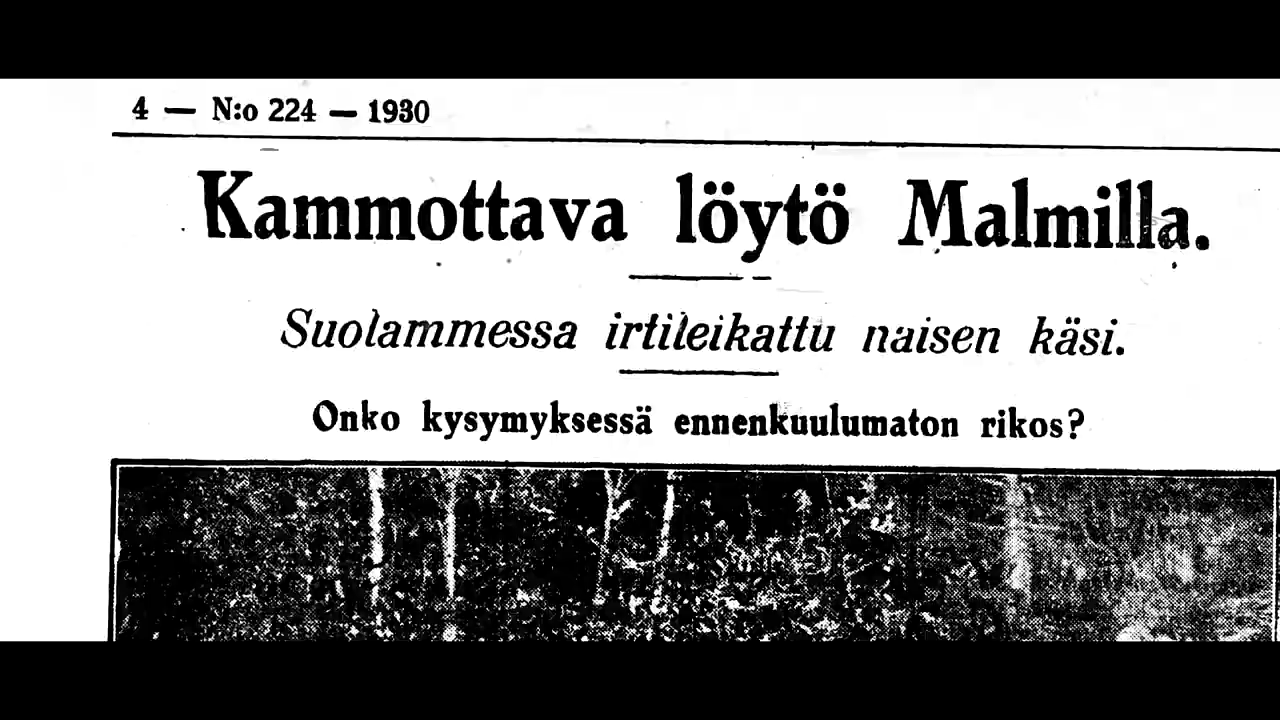 4 — N:o 224 — 1930
Kammottava löytö Malmilla.
Suolammessa irtileikattu naisen käsi.
Onko kysymyksessä ennenkuulumaton rikos?